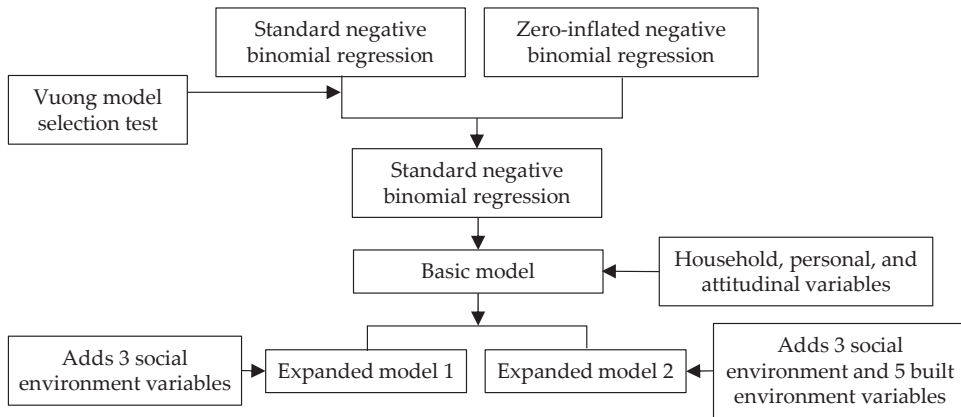 Standard negative
binomial regression
Zero-inflated negative
binomial regression
Vuong model
selection test
Standard negative
binomial regression
Basic model
Household, personal, and
attitudinal variables
Adds 3 social
environment variables
Expanded model 1
Expanded model 2
Adds 3 social
environment and 5 built
environment variables